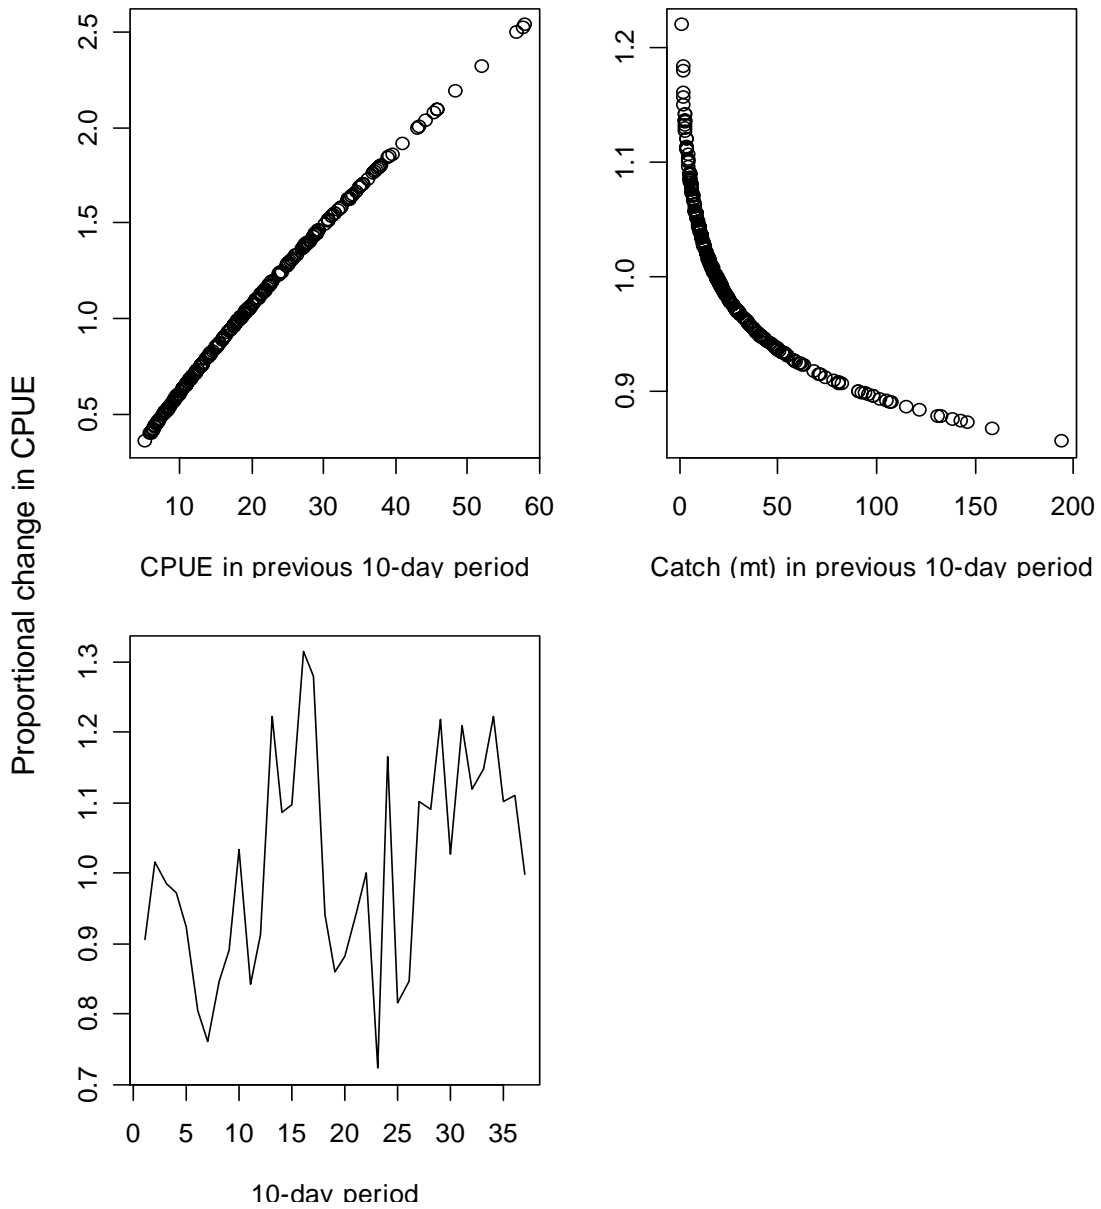 Proportional change in CPUE
2.5
2.0
1.5
1.0
0.5
10 20 30 40 50 60
CPUE in previous 10-day period
1.2
1.1
1.0
0.9
0 50 100 150 200
Catch (mt) in previous 10-day period
1.3
1.2
1.1
1.0
0.9
0.8
0.7
0 5 10 15 20 25 30 35
10-day period